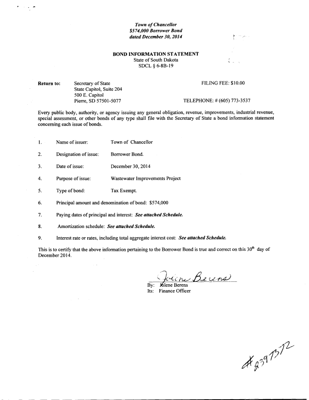 Town of Chancellor
$574,000 Borrower Bond
dated December 30, 2014
BOND INFORMATION STATEMENT
State of South Dakota
SDCL § 6-8B-19
Return to: Secretary of State FILING FEE: $10.00
State Capitol, Suite 204
500 E. Capitol
Pierre, SD 57501-5077 TELEPHONE: # (605) 773-3537
Every public body, authority, or agency issuing any general obligation, revenue, improvements, industrial revenue,
special assessment, or other bonds of any type shall file with the Secretary of State a bond information statement
concerning each issue of bonds.
1. Name of issuer: Town of Chancellor
2. Designation of issue: Borrower Bond.
3. Date of issue: December 30, 2014
4. Purpose of issue: Wastewater Improvements Project
5. Type of bond: Tax Exempt.
6. Principal amount and denomination of bond: $574,000
7. Paying dates of principal and interest: See attached Schedule.
8. Amortization schedule: See attached Schedule.
9. Interest rate or rates, including total aggregate interest cost: See attached Schedule.
This is to certify that the above information pertaining to the Borrower Bond is true and correct on this 30th day of
December 2014.
By: Berens
Its: Finance Officer